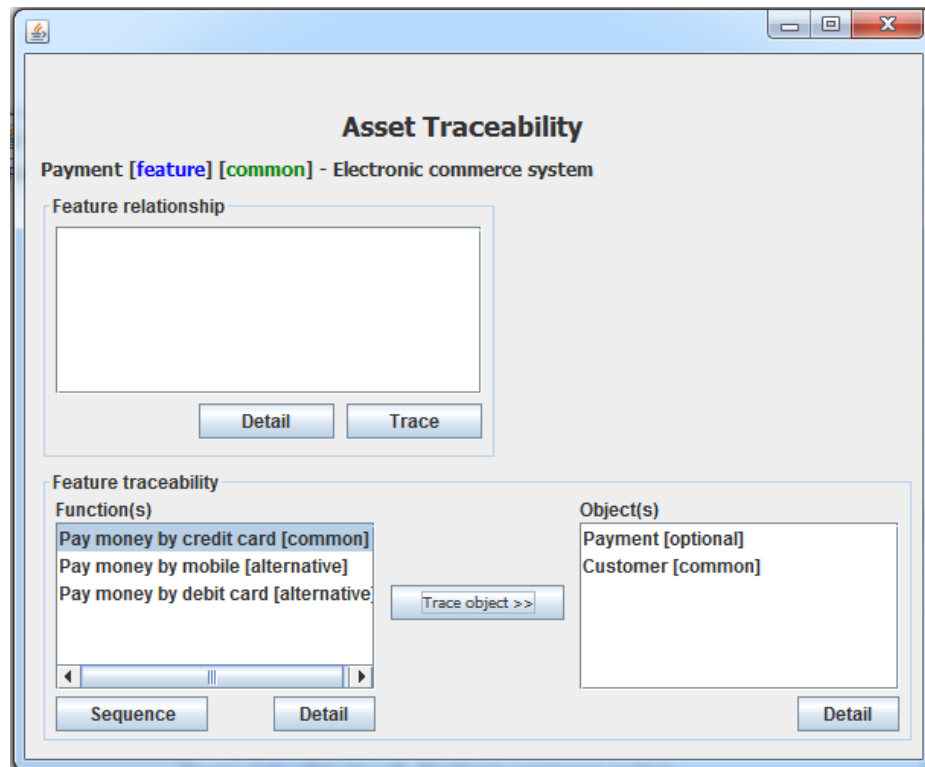 Asset Traceability
Payment [feature] [common] - Electronic commerce system
Feature relationship
Detail
Trace
Feature traceability
Function(s)
Pay money by credit card [common]
Pay money by mobile [alternative]
Pay money by debit card [alternative]
Trace object >>
Object(s)
Payment [optional]
Customer [common]
Sequence
Detail
Detail